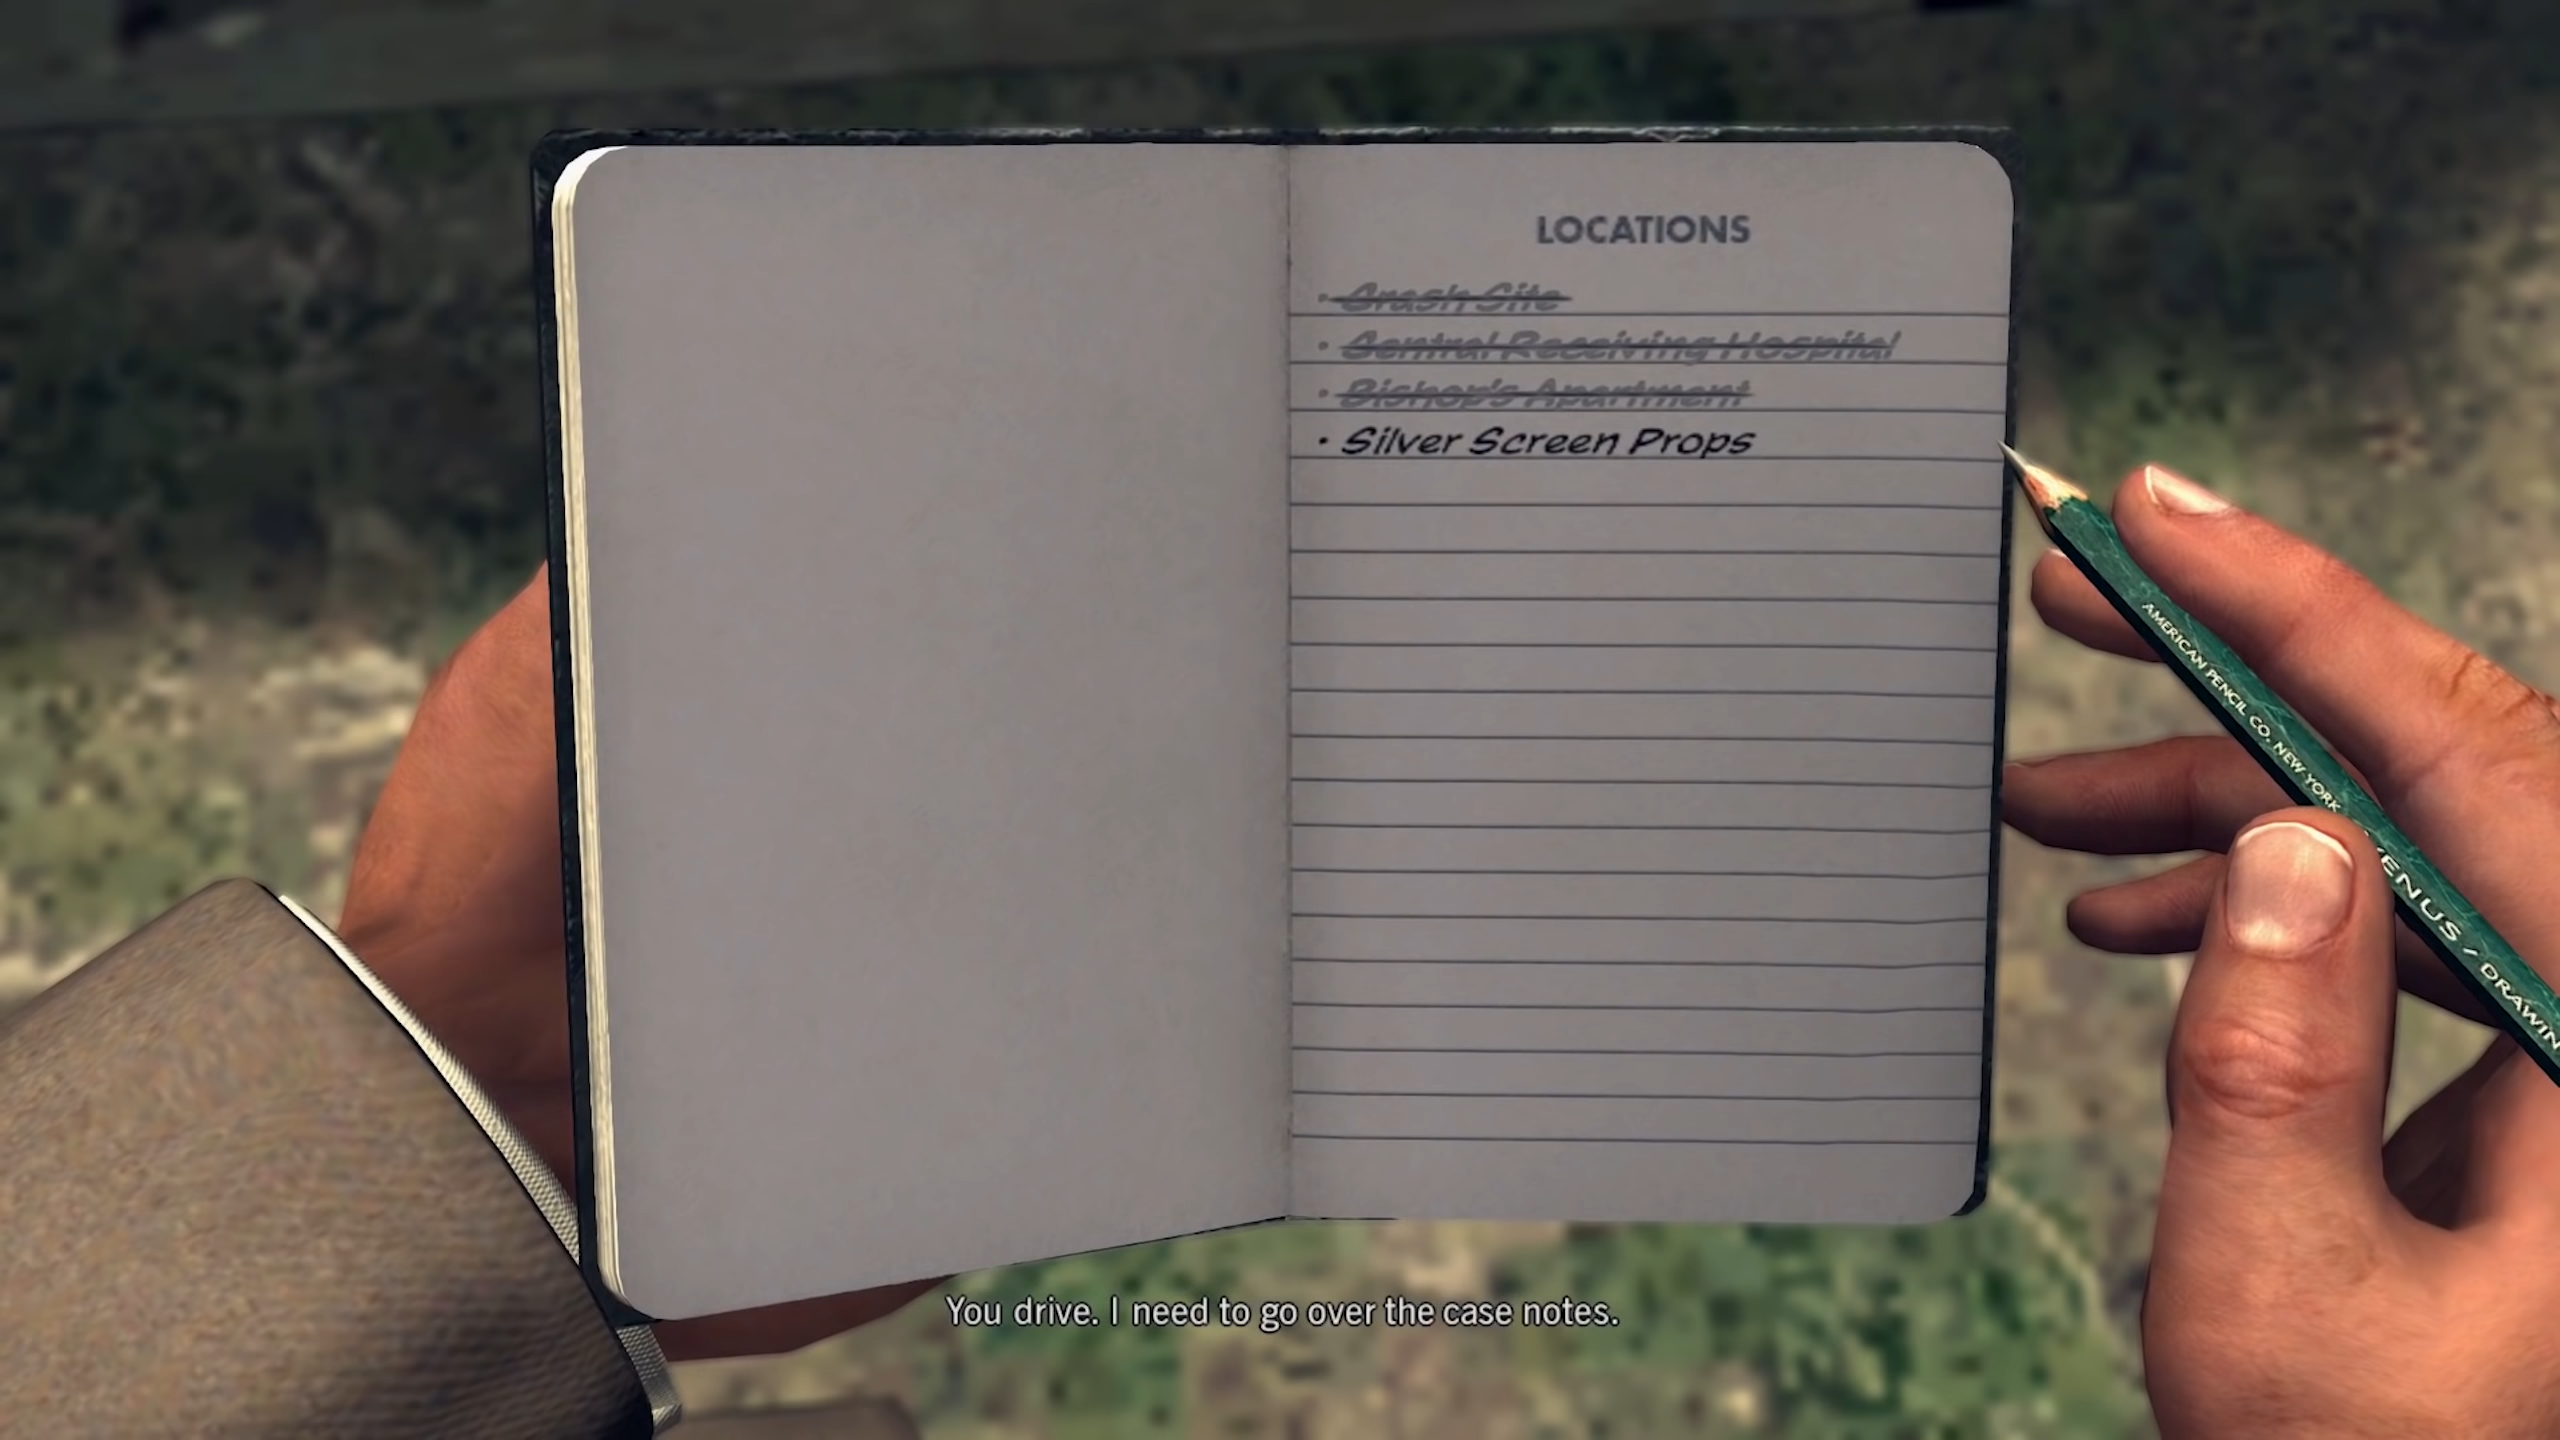 LOCATIONS
• Crash Site
• Central Receiving Hospital
• Bishop's Apartment
• Silver Screen Props
AMERICAN PENCIL CO. NEW YORK
VENUS / DRAWIN
You drive. I need to go over the case notes.